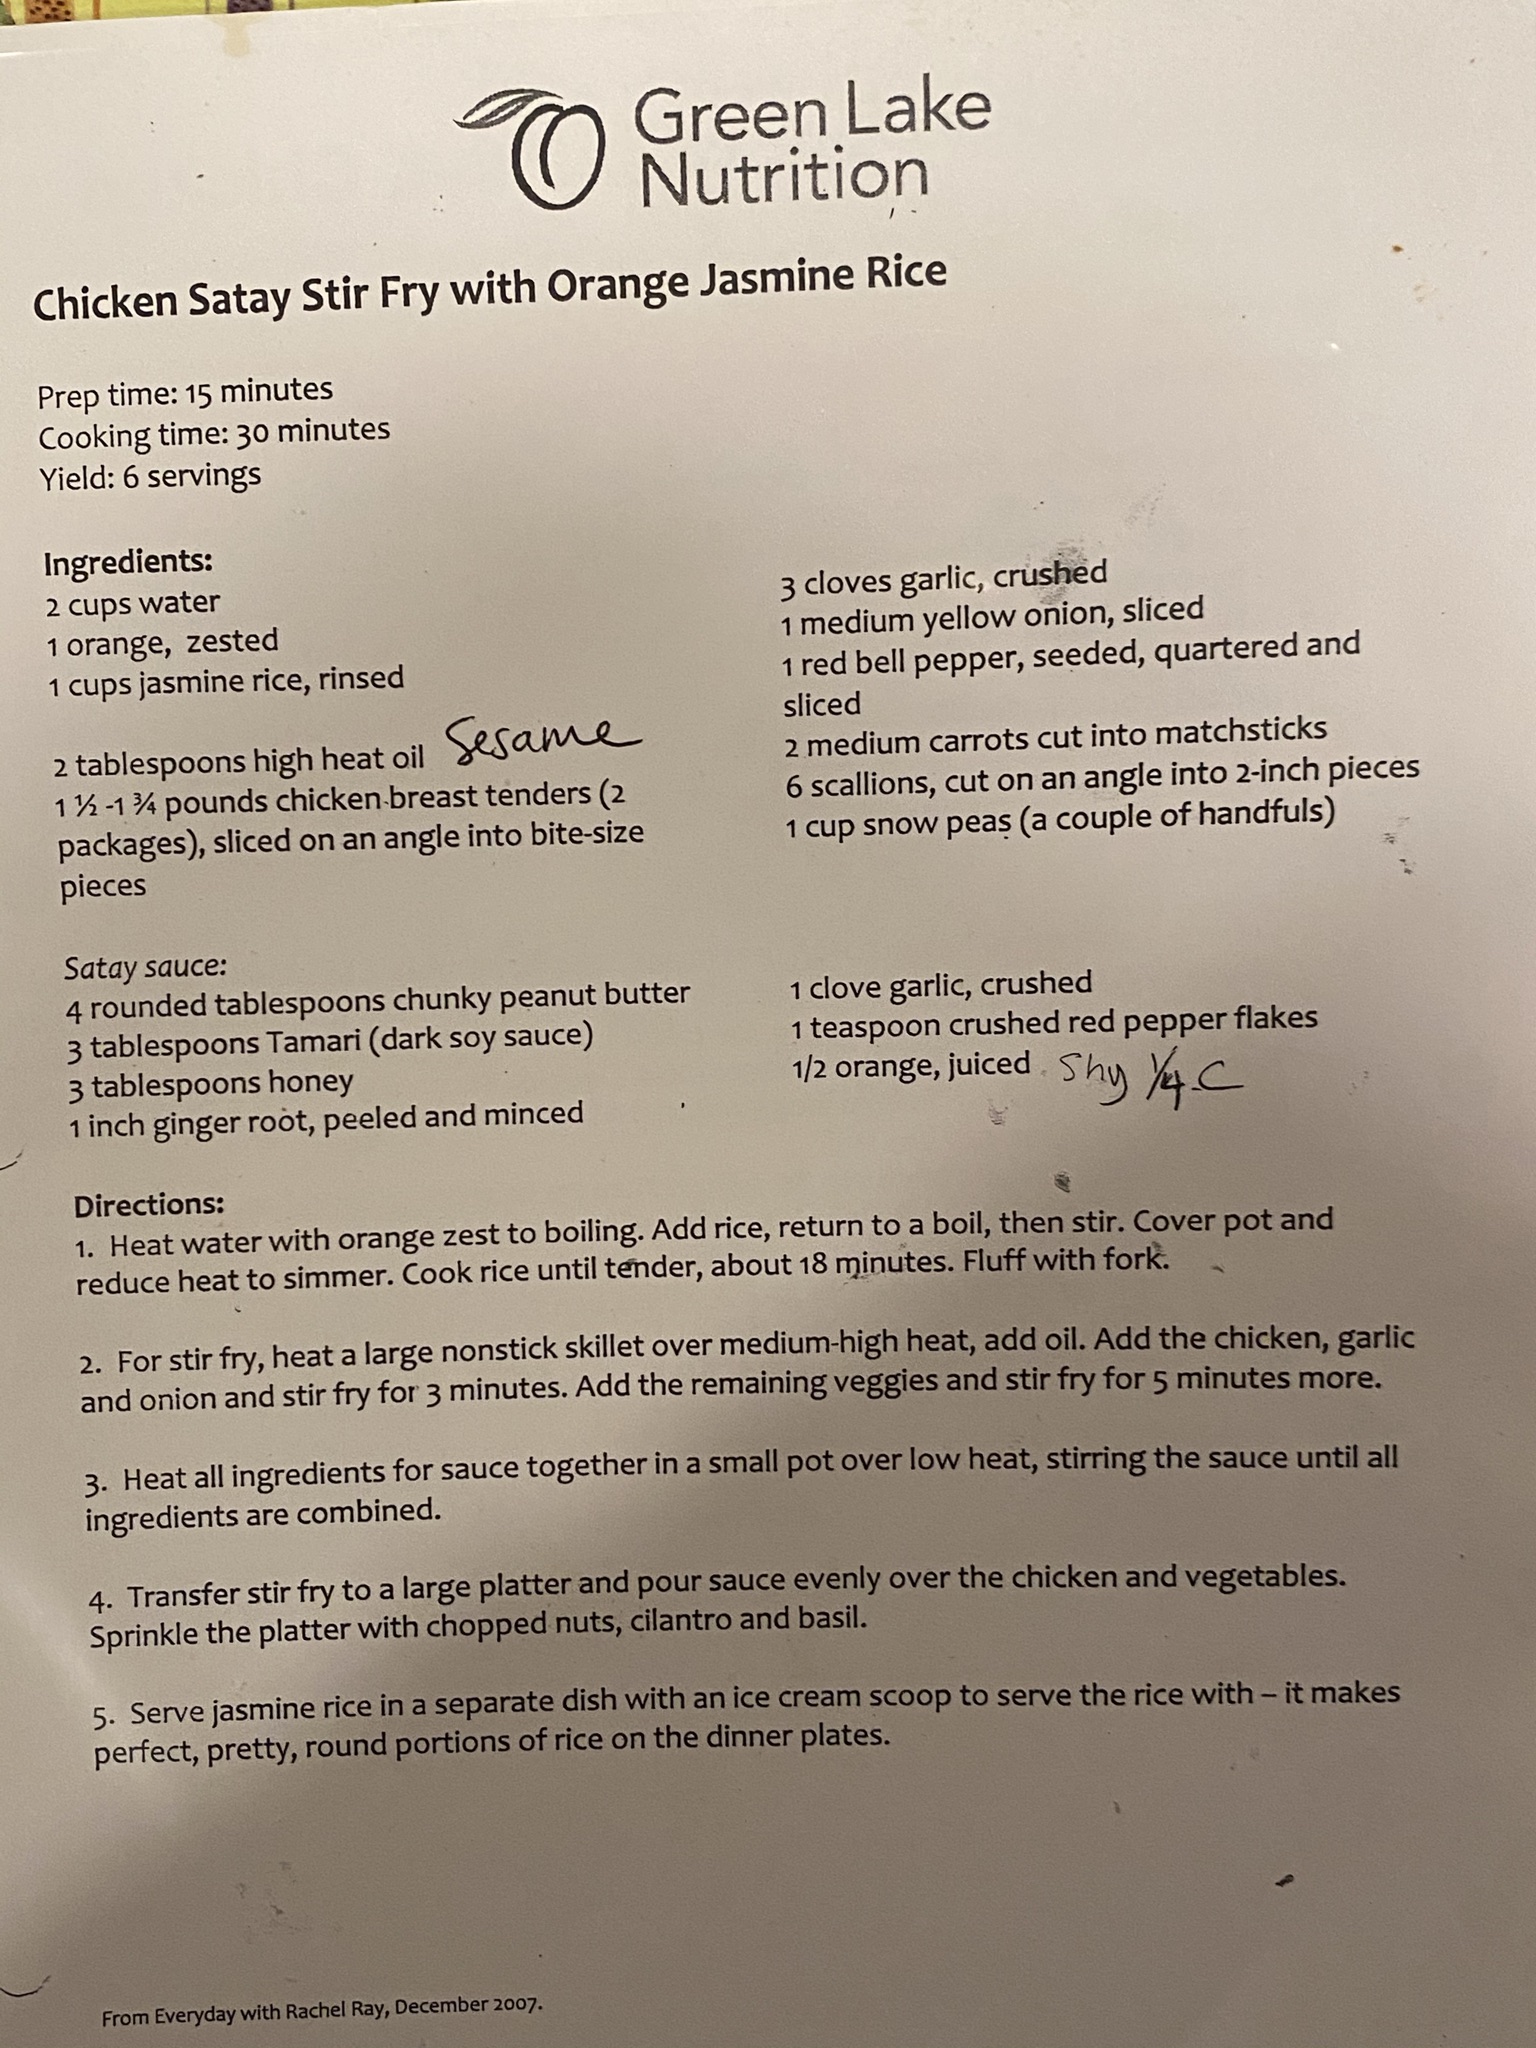 Green Lake
Nutrition
Chicken Satay Stir Fry with Orange Jasmine Rice
Prep time: 15 minutes
Cooking time: 30 minutes
Yield: 6 servings
Ingredients:
2 cups water
1 orange, zested
1 cups jasmine rice, rinsed
2 tablespoons high heat oil Sesame
1 ½ -1 ¾ pounds chicken breast tenders (2
packages), sliced on an angle into bite-size
pieces
3 cloves garlic, crushed
1 medium yellow onion, sliced
1 red bell pepper, seeded, quartered and
sliced
2 medium carrots cut into matchsticks
6 scallions, cut on an angle into 2-inch pieces
1 cup snow peas (a couple of handfuls)
Satay sauce:
4 rounded tablespoons chunky peanut butter
3 tablespoons Tamari (dark soy sauce)
3 tablespoons honey
1 inch ginger root, peeled and minced
1 clove garlic, crushed
1 teaspoon crushed red pepper flakes
1/2 orange, juiced Shy ¼ C
Directions:
1. Heat water with orange zest to boiling. Add rice, return to a boil, then stir. Cover pot and
reduce heat to simmer. Cook rice until tender, about 18 minutes. Fluff with fork.
2. For stir fry, heat a large nonstick skillet over medium-high heat, add oil. Add the chicken, garlic
and onion and stir fry for 3 minutes. Add the remaining veggies and stir fry for 5 minutes more.
3. Heat all ingredients for sauce together in a small pot over low heat, stirring the sauce until all
ingredients are combined.
4. Transfer stir fry to a large platter and pour sauce evenly over the chicken and vegetables.
Sprinkle the platter with chopped nuts, cilantro and basil.
5. Serve jasmine rice in a separate dish with an ice cream scoop to serve the rice with – it makes
perfect, pretty, round portions of rice on the dinner plates.
From Everyday with Rachel Ray, December 2007.